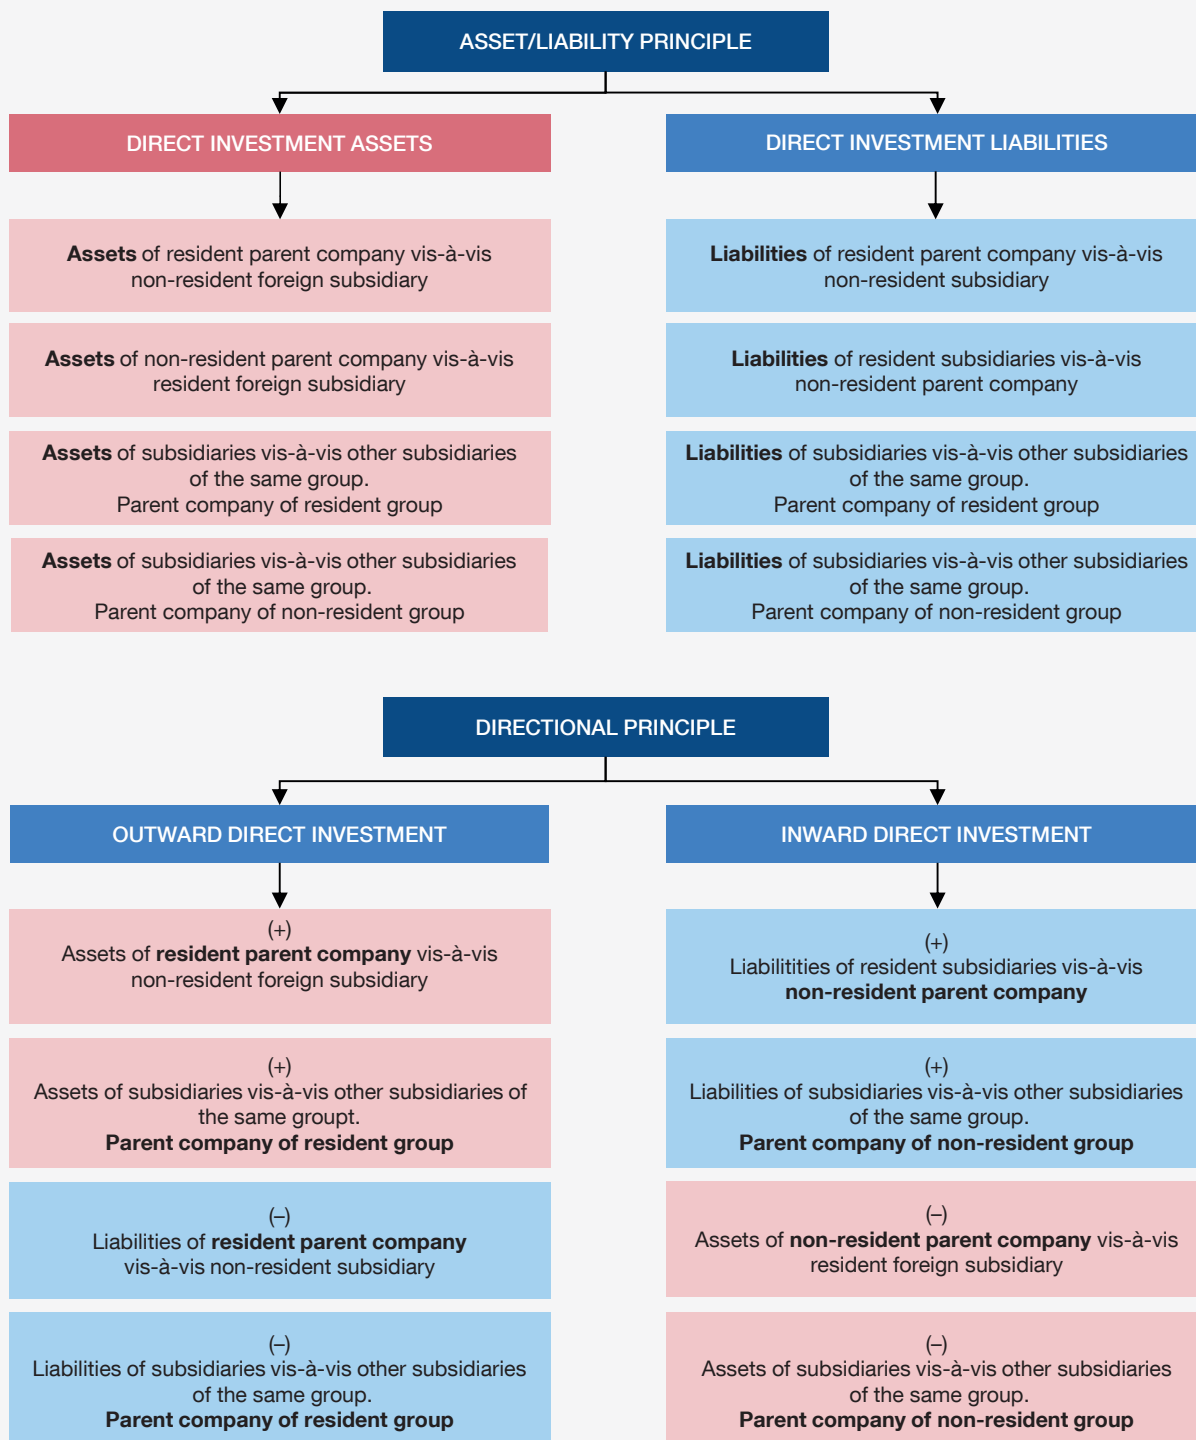 ASSET/LIABILITY PRINCIPLE
DIRECT INVESTMENT ASSETS
Assets of resident parent company vis-à-vis
non-resident foreign subsidiary
Assets of non-resident parent company vis-à-vis
resident foreign subsidiary
Assets of subsidiaries vis-à-vis other subsidiaries
of the same group.
Parent company of resident group
Assets of subsidiaries vis-à-vis other subsidiaries
of the same group.
Parent company of non-resident group
DIRECT INVESTMENT LIABILITIES
Liabilities of resident parent company vis-à-vis
non-resident subsidiary
Liabilities of resident subsidiaries vis-à-vis
non-resident parent company
Liabilities of subsidiaries vis-à-vis other subsidiaries
of the same group.
Parent company of resident group
Liabilities of subsidiaries vis-à-vis other subsidiaries
of the same group.
Parent company of non-resident group
DIRECTIONAL PRINCIPLE
OUTWARD DIRECT INVESTMENT
(+)
Assets of resident parent company vis-à-vis
non-resident foreign subsidiary
(+)
Assets of subsidiaries vis-à-vis other subsidiaries of
the same groupt.
Parent company of resident group
(–)
Liabilities of resident parent company
vis-à-vis non-resident subsidiary
(–)
Liabilities of subsidiaries vis-à-vis other subsidiaries
of the same group.
Parent company of resident group
INWARD DIRECT INVESTMENT
(+)
Liabilitities of resident subsidiaries vis-à-vis
non-resident parent company
(+)
Liabilities of subsidiaries vis-à-vis other subsidiaries
of the same group.
Parent company of non-resident group
(–)
Assets of non-resident parent company vis-à-vis
resident foreign subsidiary
(–)
Assets of subsidiaries vis-à-vis other subsidiaries
of the same group.
Parent company of non-resident group